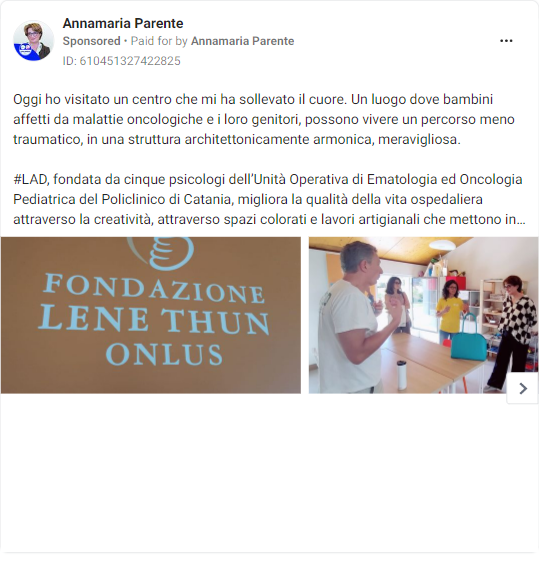 Annamaria Parente
Sponsored • Paid for by Annamaria Parente
ID: 610451327422825
Oggi ho visitato un centro che mi ha sollevato il cuore. Un luogo dove bambini
affetti da malattie oncologiche e i loro genitori, possono vivere un percorso meno
traumatico, in una struttura architettonicamente armonica, meravigliosa.
#LAD, fondata da cinque psicologi dell'Unità Operativa di Ematologia ed Oncologia
Pediatrica del Policlinico di Catania, migliora la qualità della vita ospedaliera
attraverso la creatività, attraverso spazi colorati e lavori artigianali che mettono in...
FONDAZIONE
LENE THUN
ONLUS